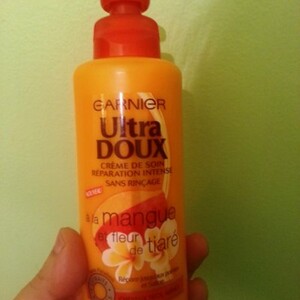 GARNIER
Ultra
DOUX
CRÈME DE SOIN
RÉPARATION INTENSE
SANS RINÇAGE
NOUVEAU
à la mangue
et fleur
de tiaré